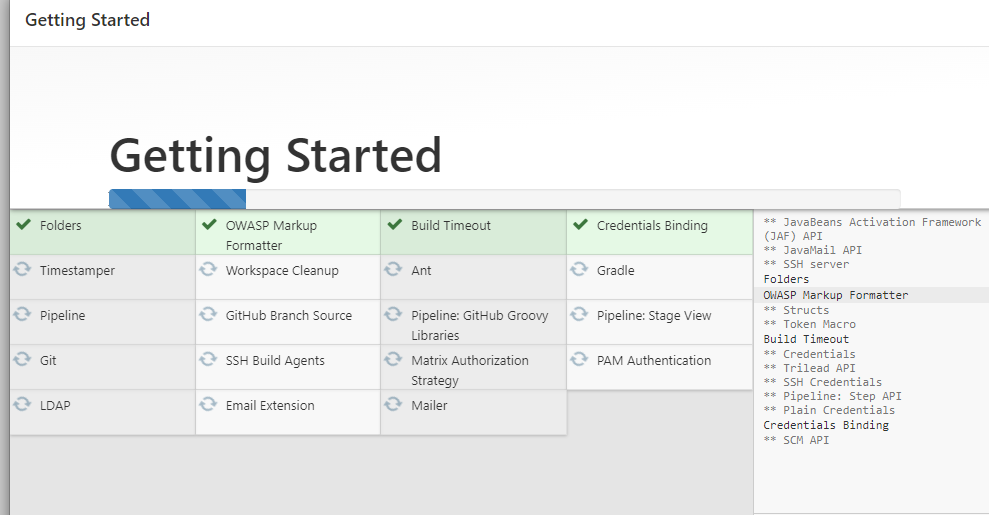 Getting Started
Getting Started
Folders
OWASP Markup
Formatter
Build Timeout
Credentials Binding
Timestamper
Workspace Cleanup
Ant
Gradle
Pipeline
GitHub Branch Source
Pipeline: GitHub Groovy
Libraries
Pipeline: Stage View
Git
SSH Build Agents
Matrix Authorization
Strategy
PAM Authentication
LDAP
Email Extension
Mailer
** JavaBeans Activation Framework
(JAF) API
** JavaMail API
** SSH server
Folders
OWASP Markup Formatter
** Structs
** Token Macro
Build Timeout
** Credentials
** Trilead API
** SSH Credentials
** Pipeline: Step API
** Plain Credentials
Credentials Binding
** SCM API